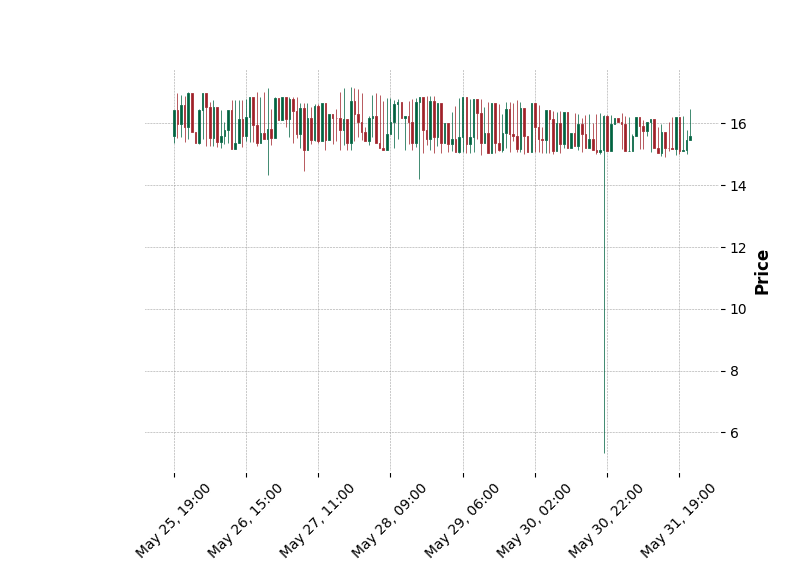 16
14
12
10
8
6
Price
May 25, 19:00
May 26, 15:00
May 27, 11:00
May 28, 09:00
May 29, 06:00
May 30, 02:00
May 30, 22:00
May 31, 19:00